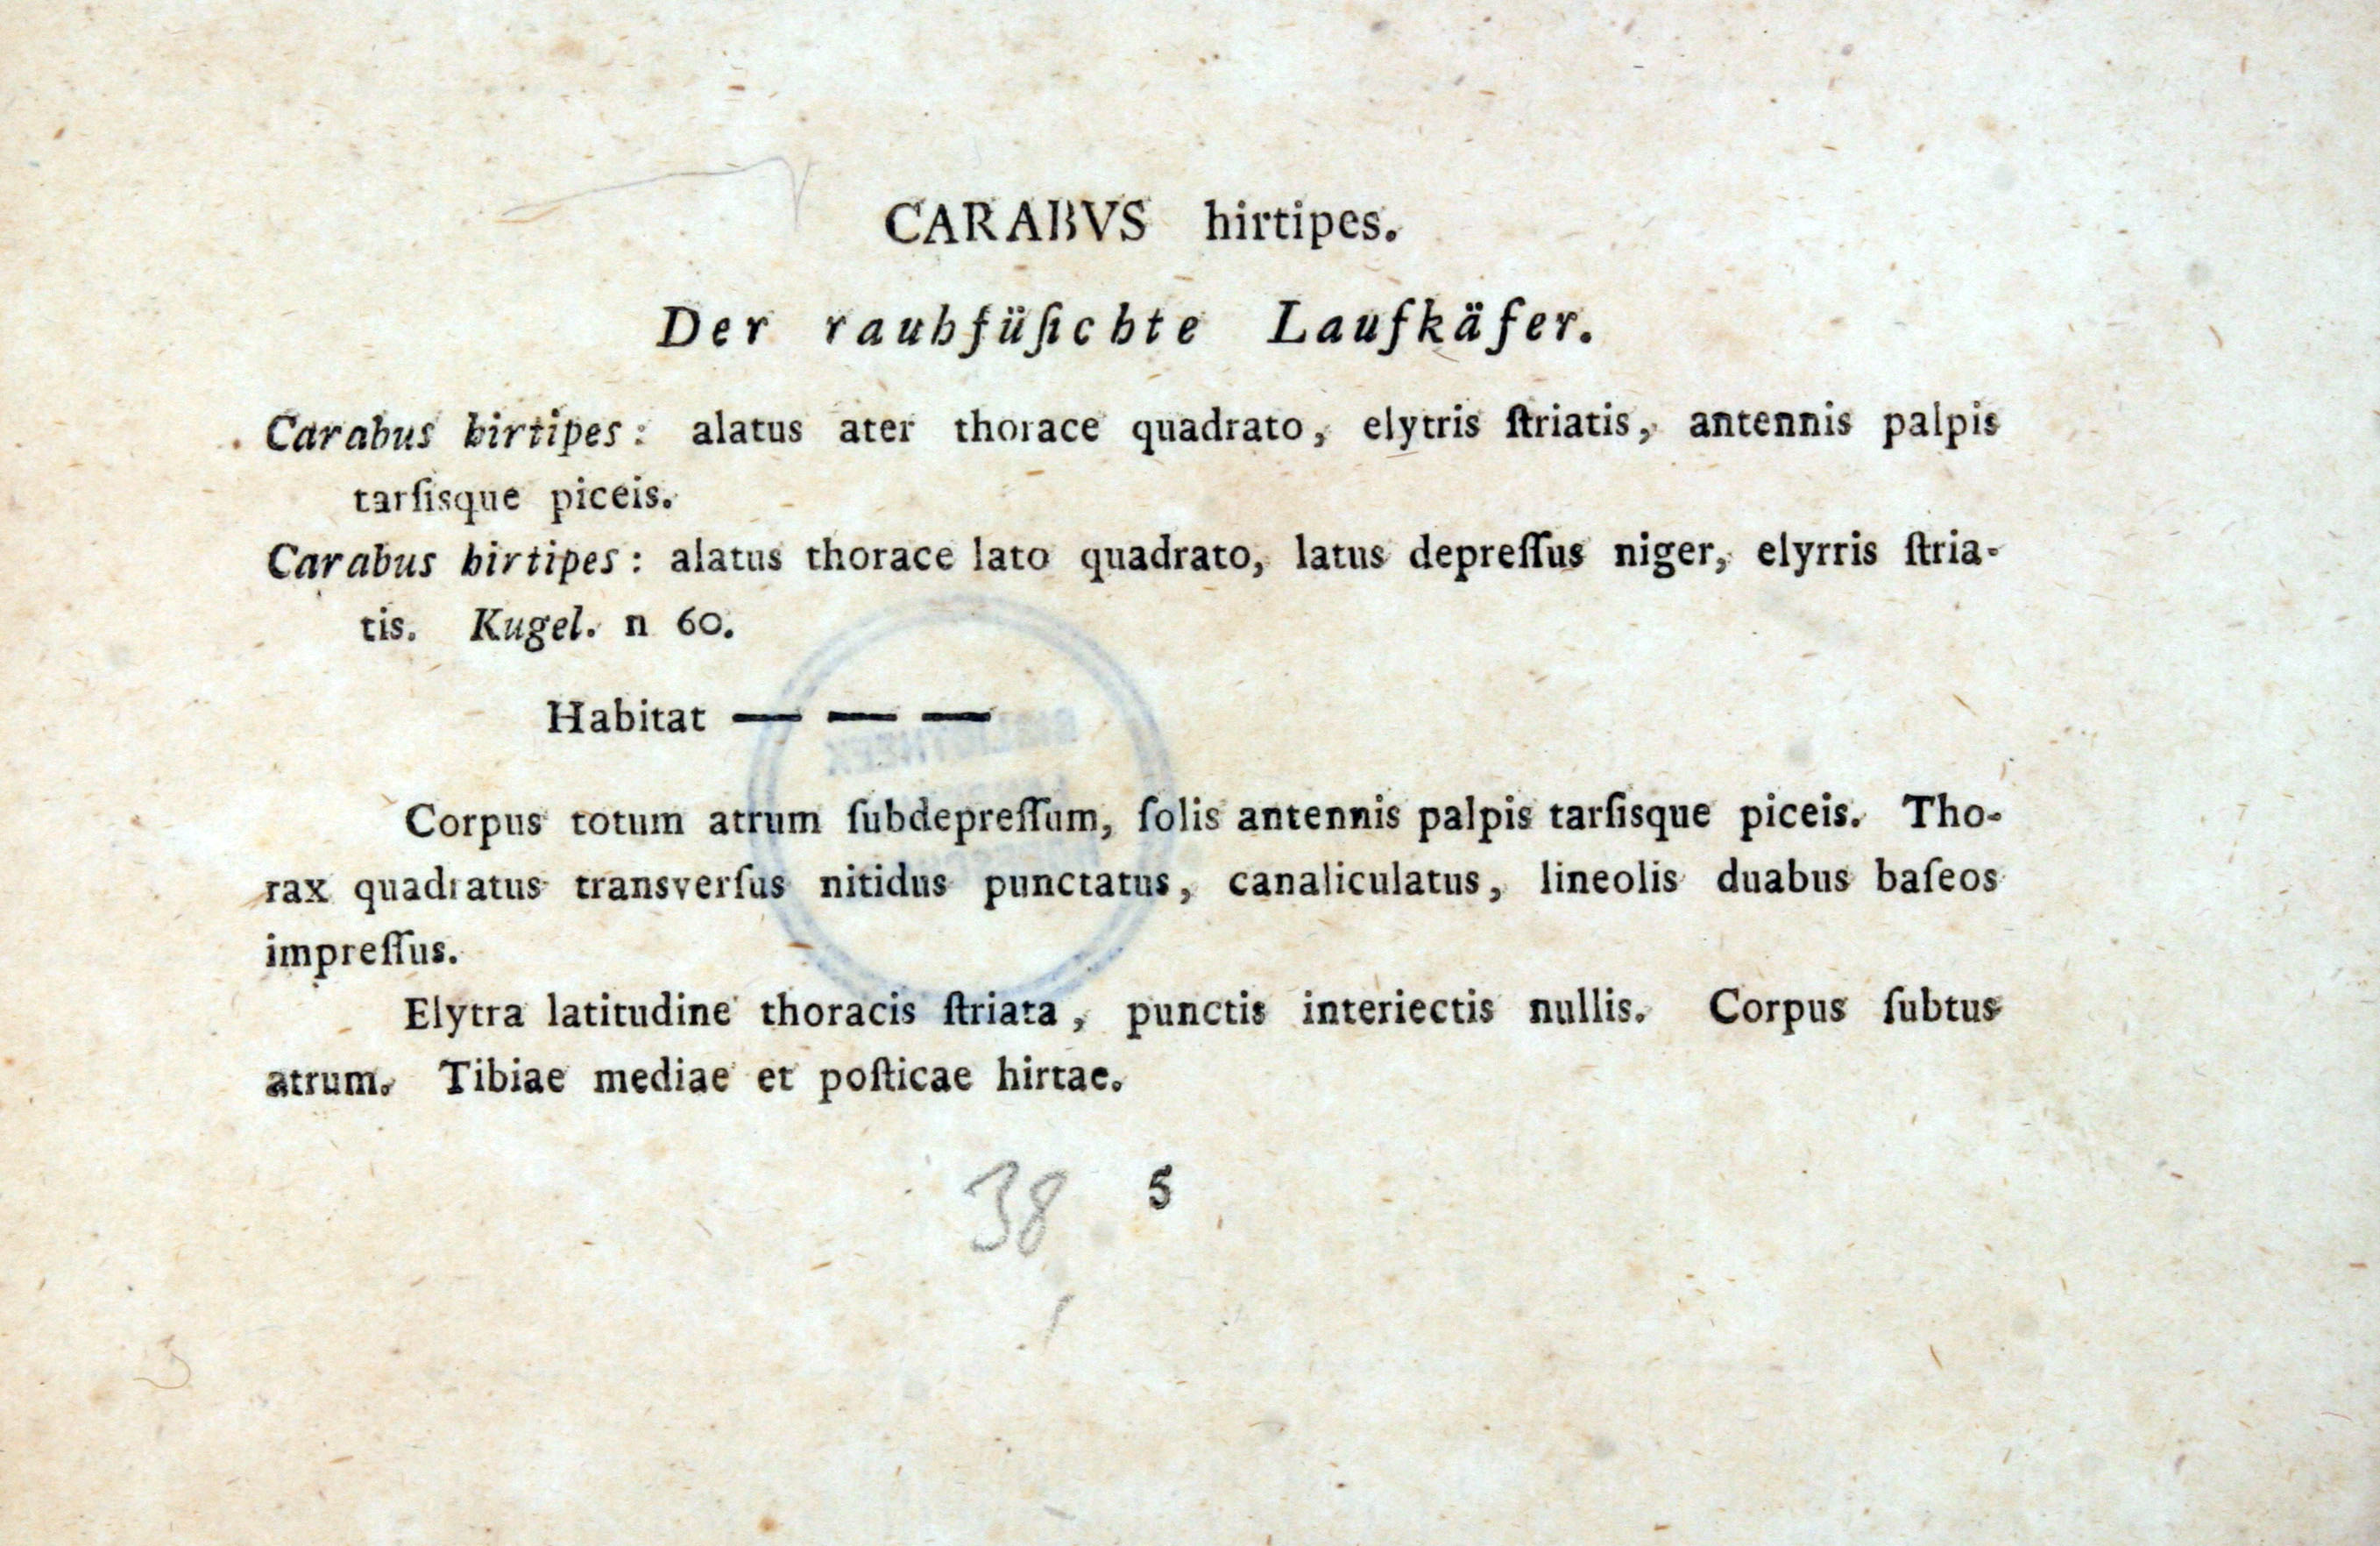 CARABVS hirtipes.
Der rauhfüſichte Laufkäfer.
Carabus hirtipes: alatus ater thorace quadrato, elytris ſtriatis, antennis palpis
tarſisque piceis.
Carabus hirtipes: alatus thorace lato quadrato, latus depreſſus niger, elyrris ſtria-
tis. Kugel. n 60.
Habitat — — —
Corpus totum atrum ſubdepreſſum, ſolis antennis palpis tarſisque piceis. Tho-
rax quadratus transverſus nitidus punctatus, canaliculatus, lineolis duabus baſeos
impreſſus.
Elytra latitudine thoracis ſtriata, punctis interiectis nullis. Corpus ſubtus
atrum. Tibiae mediae et poſticae hirtae.
38 5